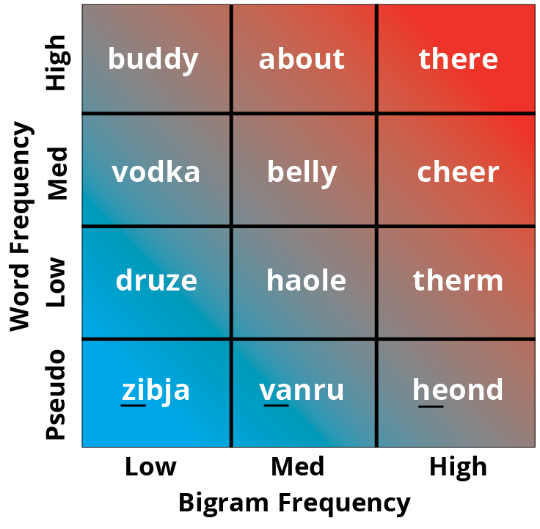 High buddy about there
Med vodka belly cheer
Low druze haole therm
Pseudo zibja vanru heond
Word Frequency
Low Med High
Bigram Frequency